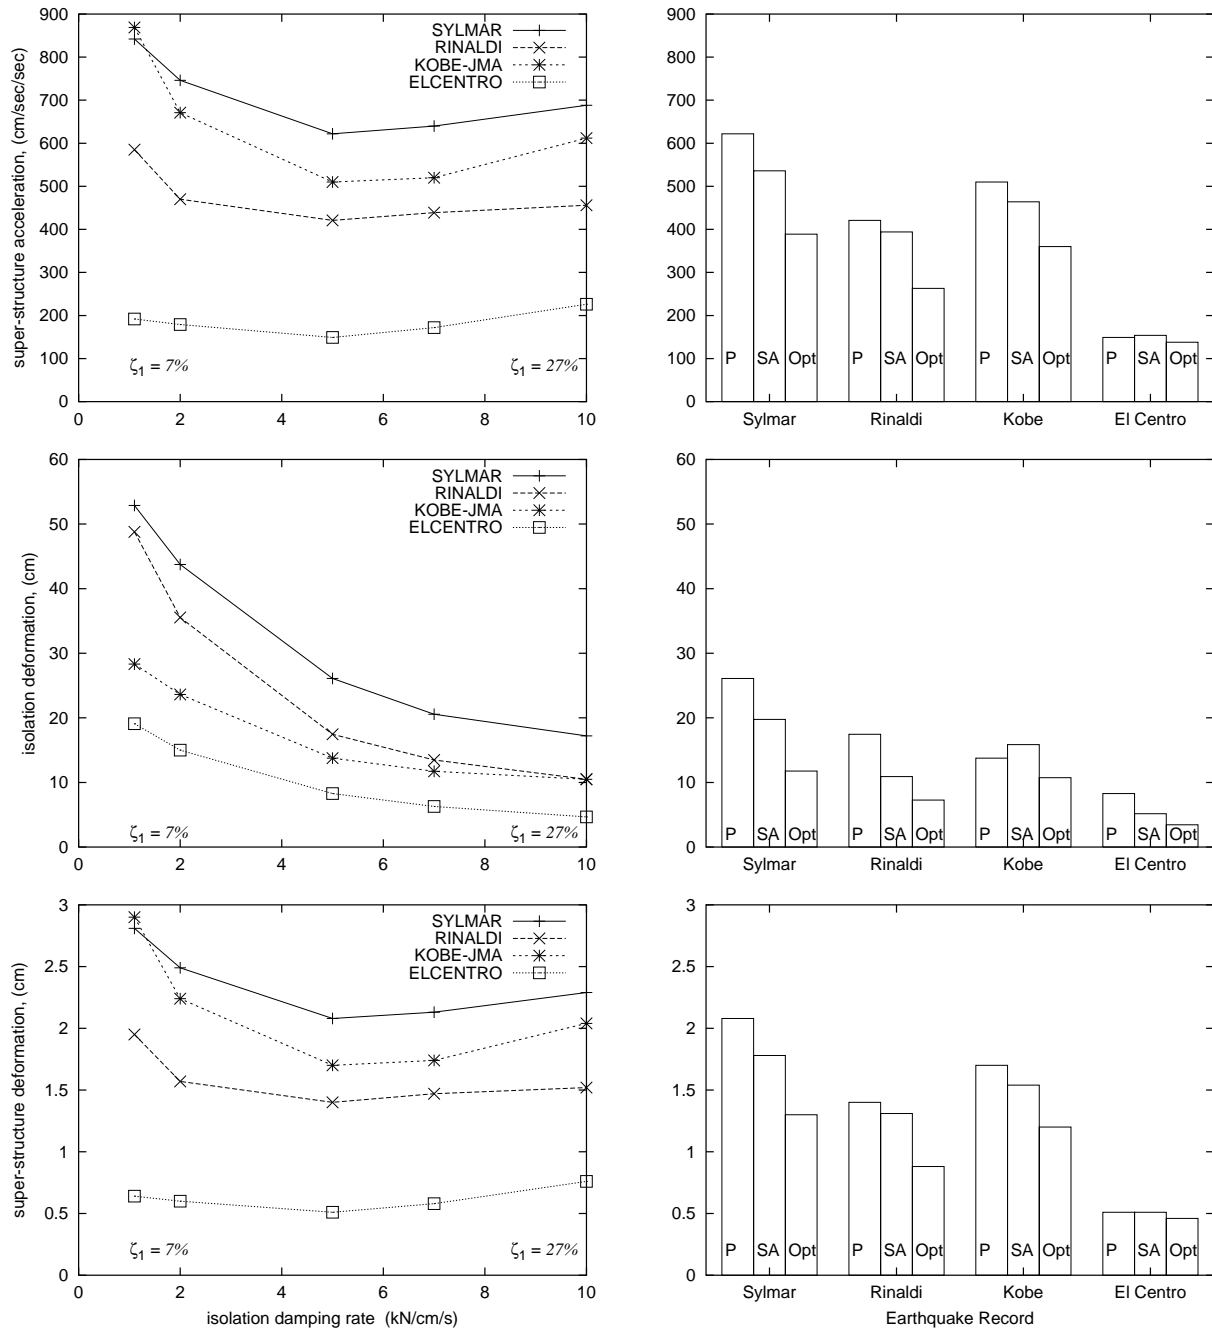 super-structure acceleration, (cm/sec/sec)
900
800
700
600
500
400
300
200
100
0
0 2 4 6 8 10
SYLMAR
RINALDI
KOBE-JMA
ELCENTRO
ζ1 = 7%
ζ1 = 27%
900
800
700
600
500
400
300
200
100
0
P SA Opt P SA Opt P SA Opt P SA Opt
Sylmar Rinaldi Kobe El Centro
isolation deformation, (cm)
60
50
40
30
20
10
0
0 2 4 6 8 10
SYLMAR
RINALDI
KOBE-JMA
ELCENTRO
ζ1 = 7%
ζ1 = 27%
60
50
40
30
20
10
0
P SA Opt P SA Opt P SA Opt P SA Opt
Sylmar Rinaldi Kobe El Centro
super-structure deformation, (cm)
3
2.5
2
1.5
1
0.5
0
0 2 4 6 8 10
SYLMAR
RINALDI
KOBE-JMA
ELCENTRO
ζ1 = 7%
ζ1 = 27%
isolation damping rate (kN/cm/s)
3
2.5
2
1.5
1
0.5
0
P SA Opt P SA Opt P SA Opt P SA Opt
Sylmar Rinaldi Kobe El Centro
Earthquake Record